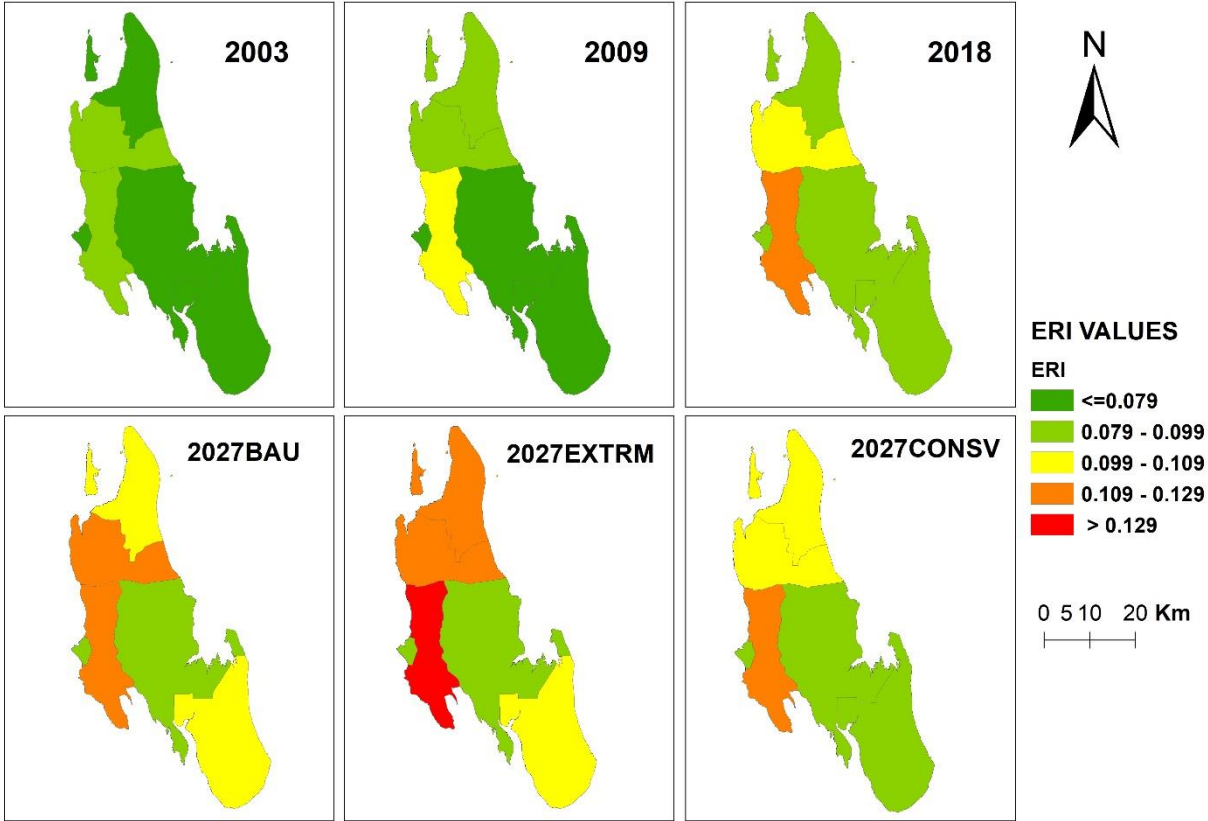 2003
2009
2018
N
2027BAU
2027EXTRM
2027CONSV
ERI VALUES
ERI
<=0.079
0.079 - 0.099
0.099 - 0.109
0.109 - 0.129
> 0.129
0 5 10 20 Km